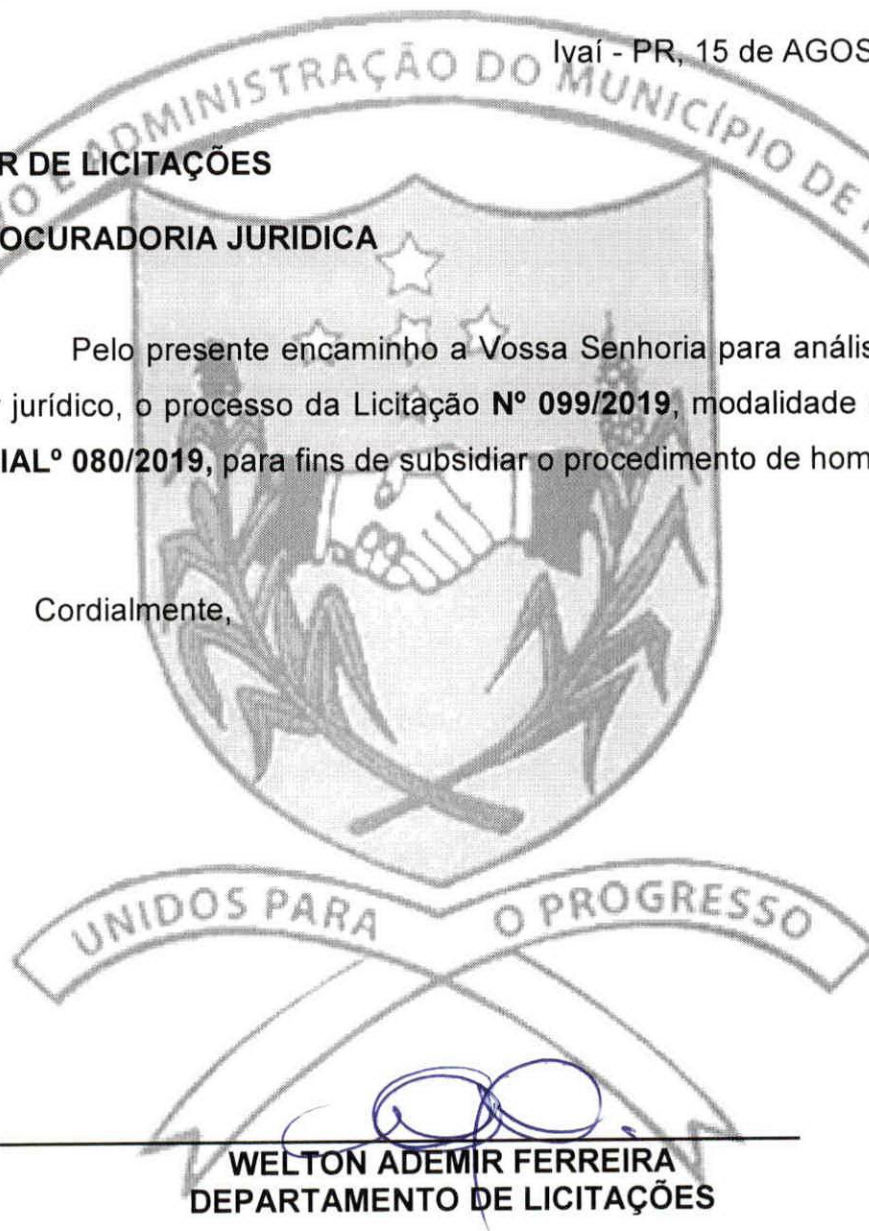 Ivaí - PR, 15 de AGOS
O E ADMINISTRAÇÃO DO MUNICÍPIO DE
R DE LICITAÇÕES
OCURADORIA JURIDICA
Pelo presente encaminho a Vossa Senhoria para anális
jurídico, o processo da Licitação Nº 099/2019, modalidade
IALº 080/2019, para fins de subsidiar o procedimento de hom
Cordialmente,
UNIDOS PARA O PROGRESSO
WELTON ADEMIR FERREIRA
DEPARTAMENTO DE LICITAÇÕES